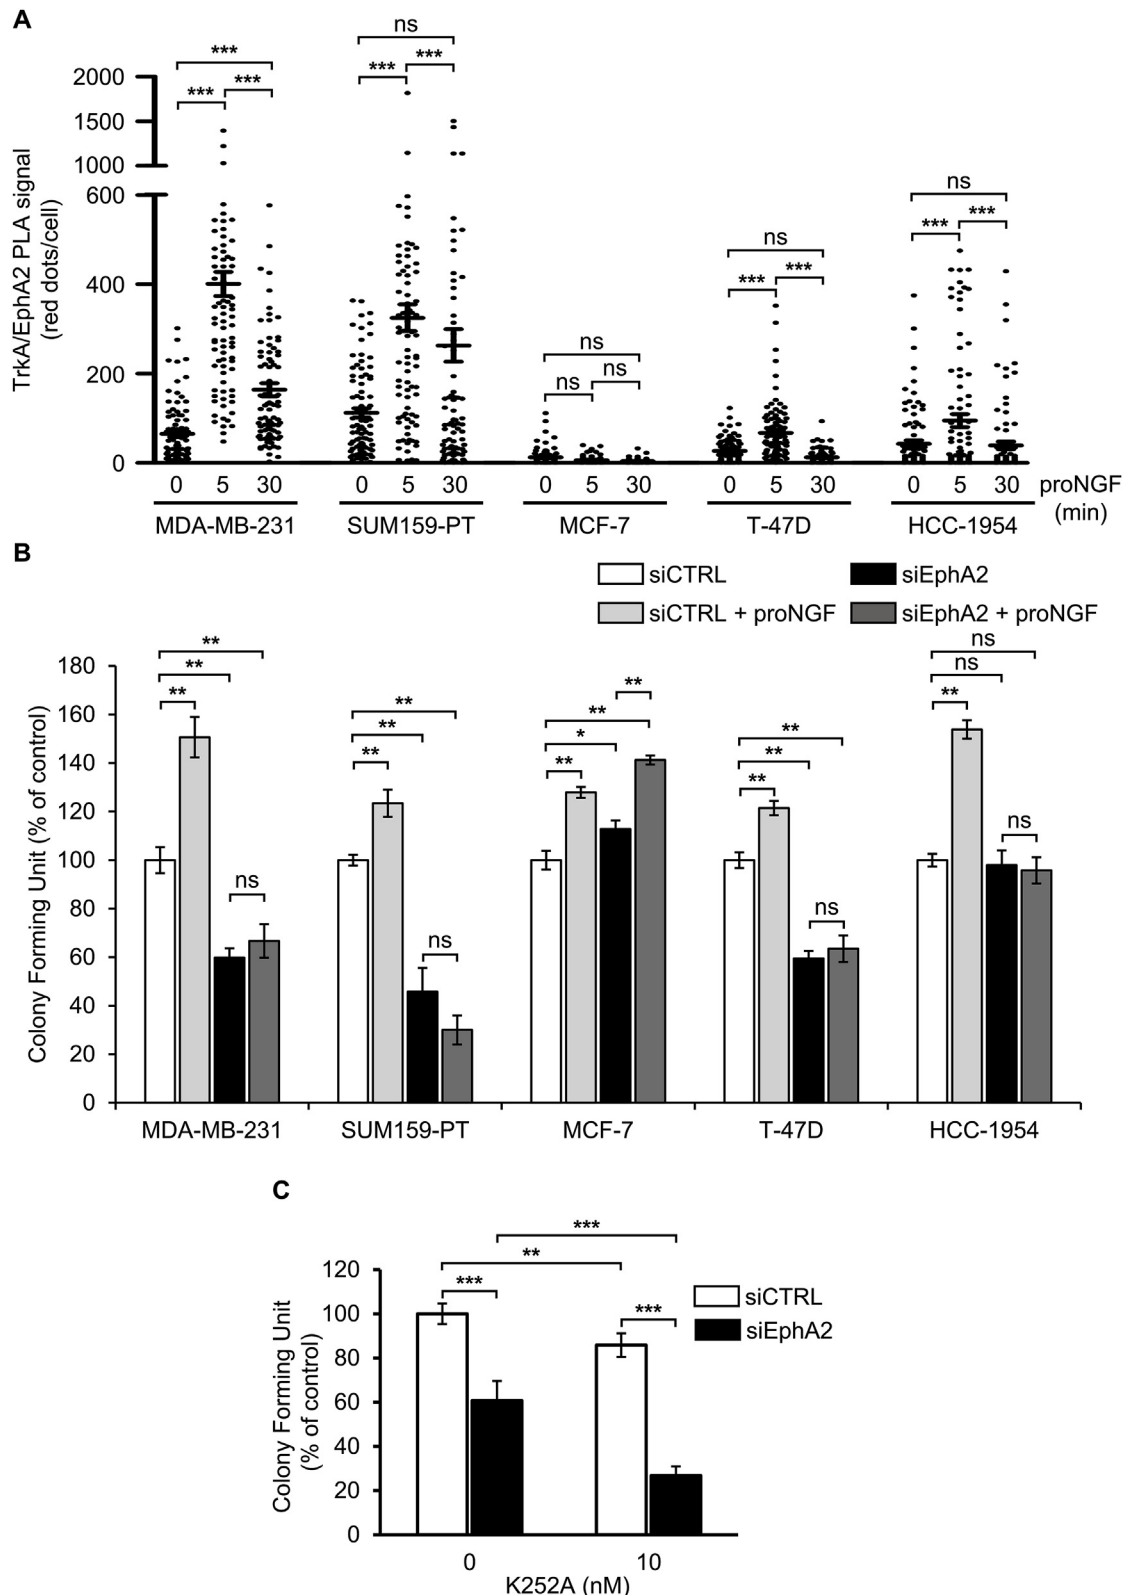 A
TrkA/EphA2 PLA signal
(red dots/cell)
2000
1500
1000
600
400
200
0
*** *** ***
ns *** ***
ns ns ns
ns *** ***
ns *** ***
0 5 30 0 5 30 0 5 30 0 5 30 0 5 30 proNGF
(min)
MDA-MB-231 SUM159-PT MCF-7 T-47D HCC-1954
B
siCTRL siEphA2
siCTRL + proNGF siEphA2 + proNGF
Colony Forming Unit (% of control)
180
160
140
120
100
80
60
40
20
0
** ** ** ns
** ** ** ns
** ** * **
** ** ** ns
ns ns ** ns
MDA-MB-231 SUM159-PT MCF-7 T-47D HCC-1954
C
Colony Forming Unit
(% of control)
120
100
80
60
40
20
0
***
**
*** ***
siCTRL
siEphA2
0 10
K252A (nM)